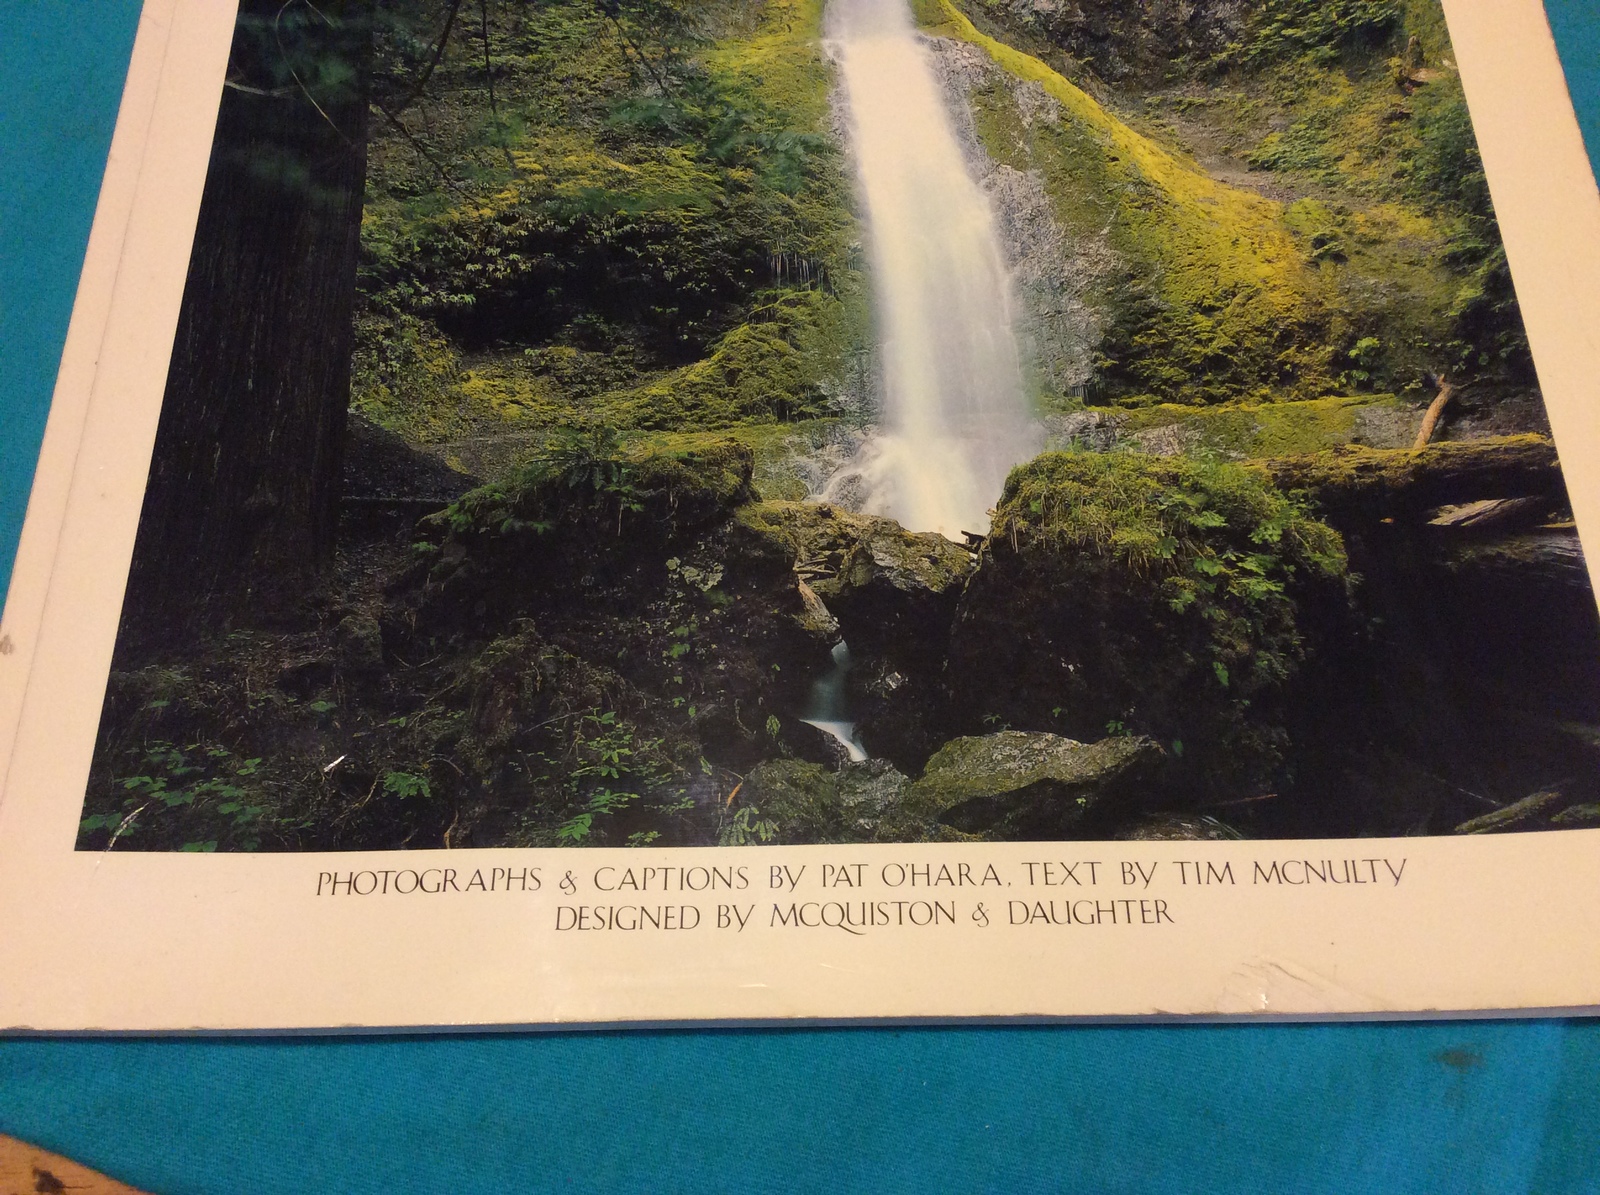 PHOTOGRAPHS & CAPTIONS BY PAT O'HARA, TEXT BY TIM MCNULTY
DESIGNED BY MCQUISTON & DAUGHTER